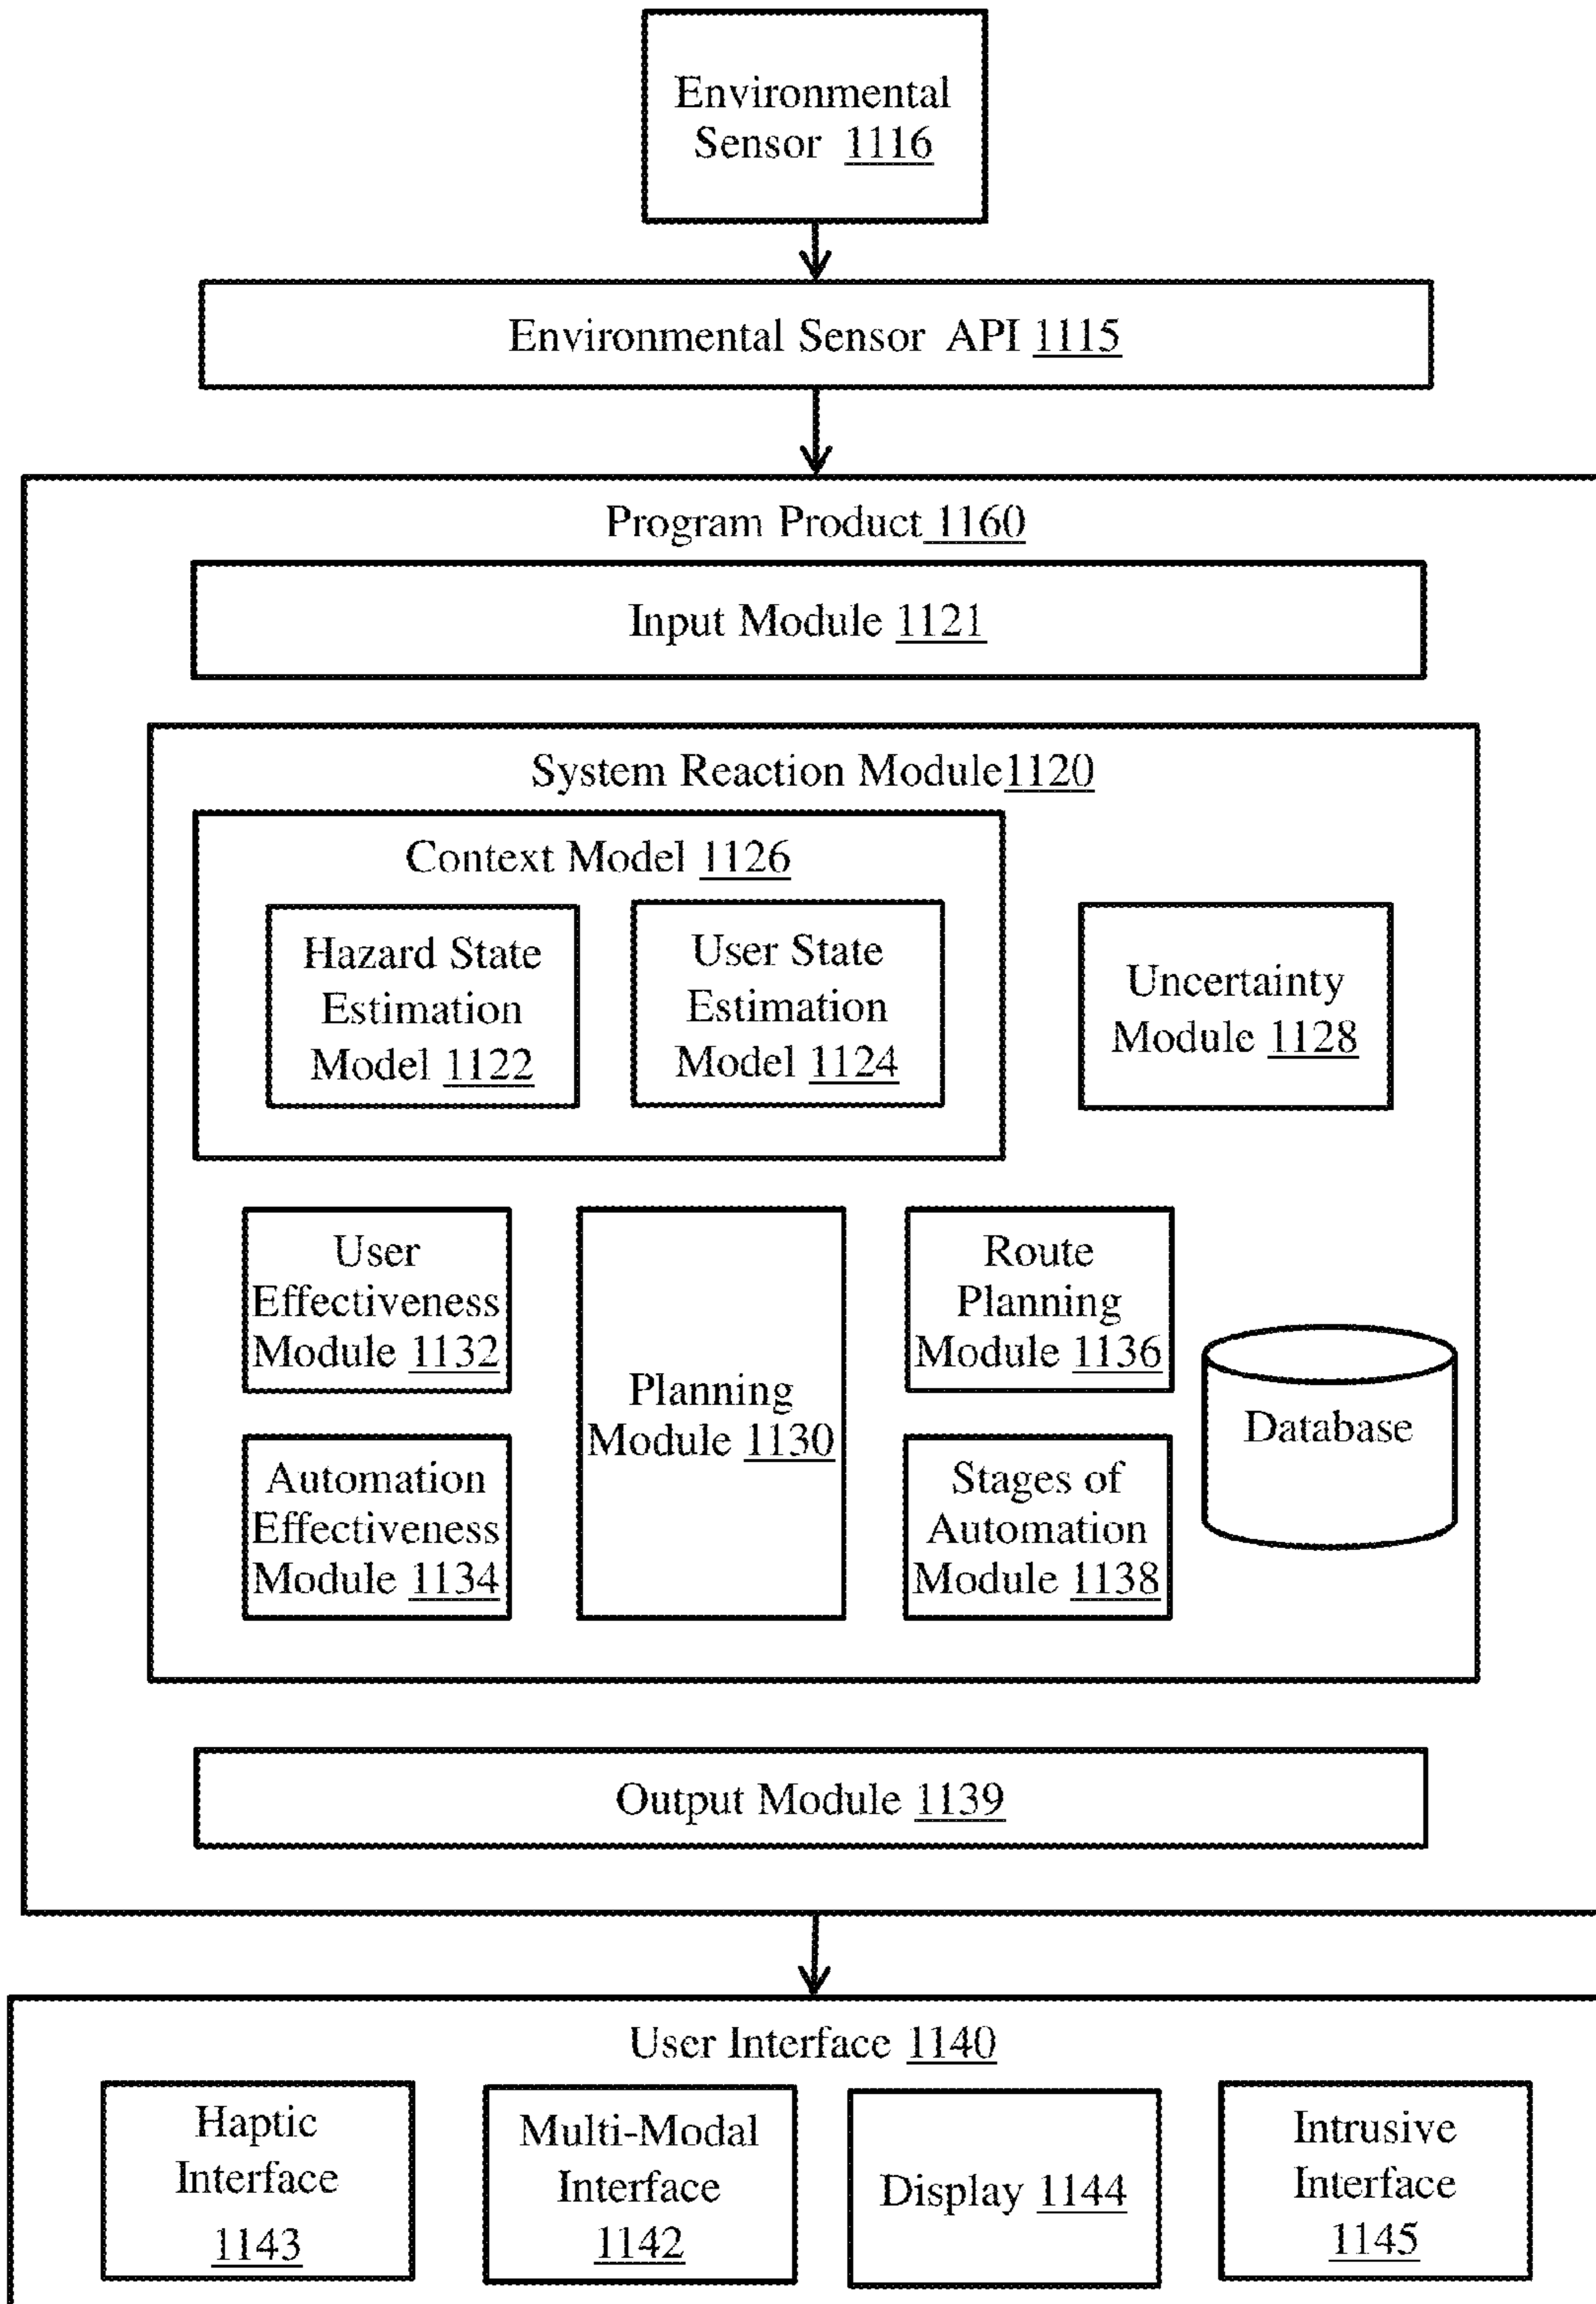 Environmental
Sensor 1116
Environmental Sensor API 1115
Program Product 1160
Input Module 1121
System Reaction Module1120
Context Model 1126
Hazard State
Estimation
Model 1122
User State
Estimation
Model 1124
Uncertainty
Module 1128
User
Effectiveness
Module 1132
Planning
Module 1130
Route
Planning
Module 1136
Automation
Effectiveness
Module 1134
Stages of
Automation
Module 1138
Database
Output Module 1139
User Interface 1140
Haptic
Interface
1143
Multi-Modal
Interface
1142
Display 1144
Intrusive
Interface
1145